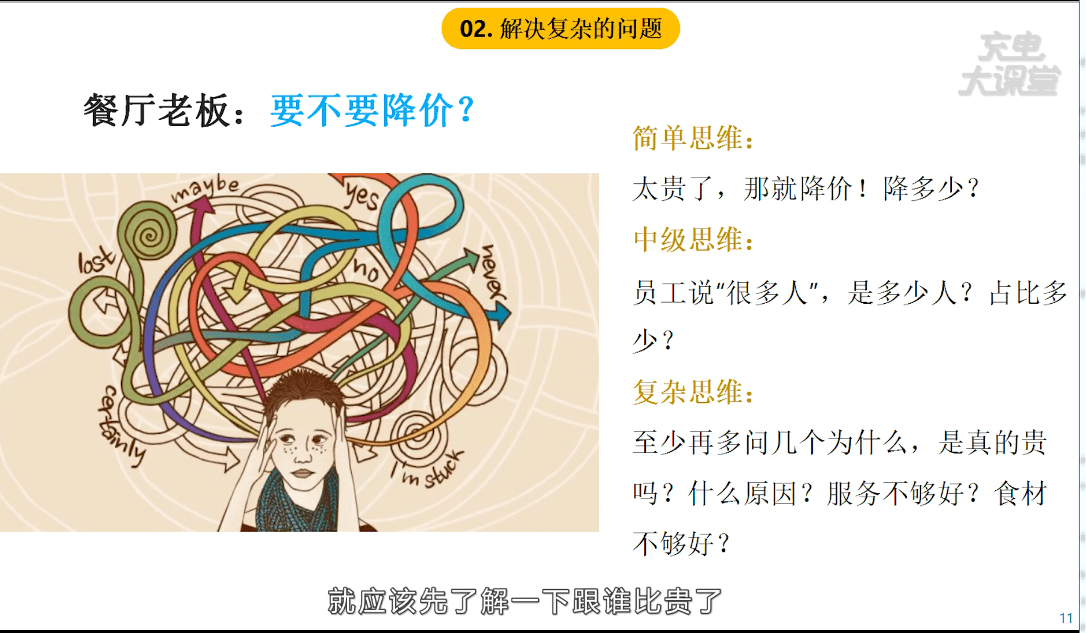 02. 解决复杂的问题
充电
大课堂
餐厅老板：要不要降价？
简单思维：
太贵了，那就降价！降多少？
中级思维：
员工说“很多人”，是多少人？占比多
少？
复杂思维：
至少再多问几个为什么，是真的贵
吗？什么原因？服务不够好？食材
不够好？
maybe
yes
lost
no
never
certainly
i'm stuck
就应该先了解一下跟谁比贵了
11